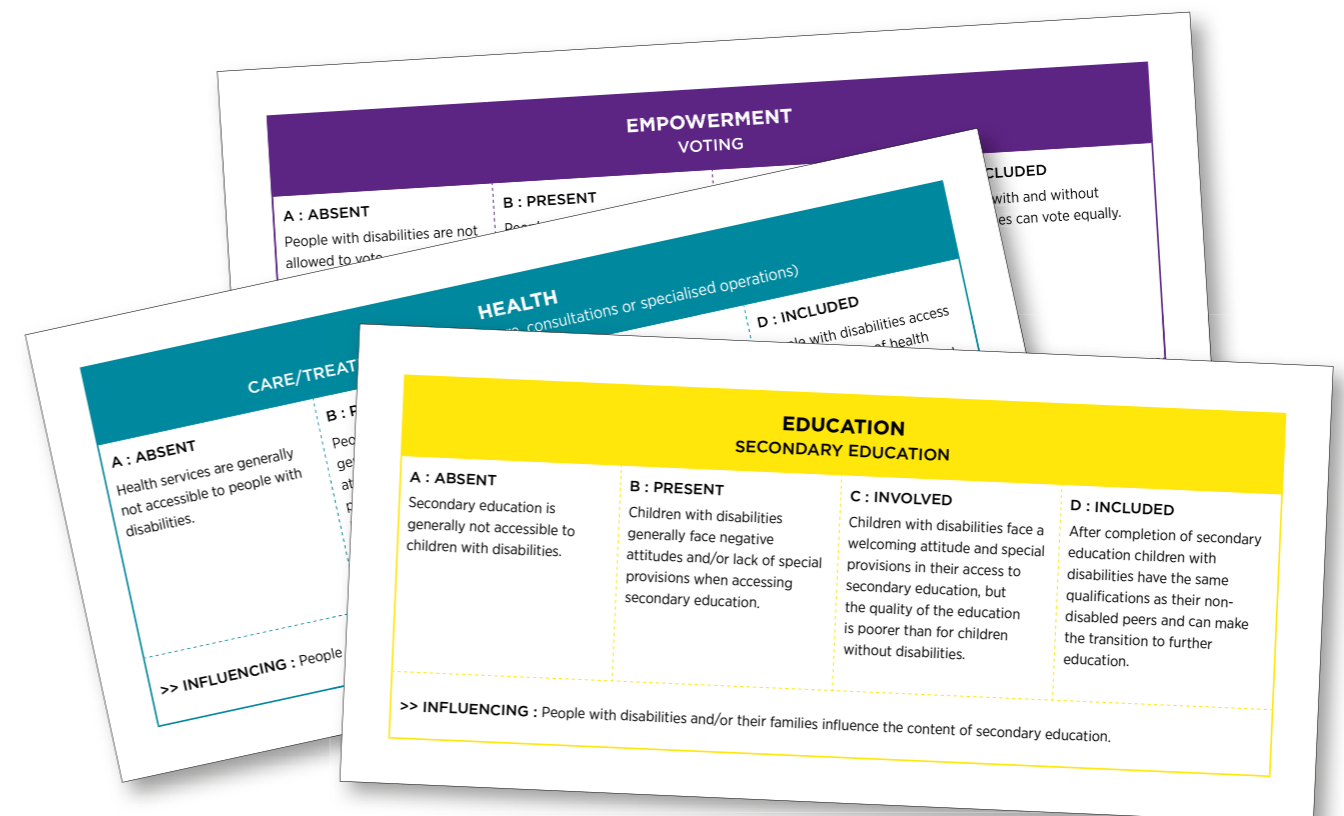 EMPOWERMENT
VOTING
A : ABSENT
People with disabilities are not
allowed to vote
B : PRESENT
CLUDED
with and without
es can vote equally.
HEALTH
CARE/TREAT
consultations or specialised operations)
A : ABSENT
Health services are generally
not accessible to people with
disabilities.
B : P
D : INCLUDED
with disabilities access
of health
>> INFLUENCING : People
EDUCATION
SECONDARY EDUCATION
A : ABSENT
Secondary education is
generally not accessible to
children with disabilities.
B : PRESENT
Children with disabilities
generally face negative
attitudes and/or lack of special
provisions when accessing
secondary education.
C : INVOLVED
Children with disabilities face a
welcoming attitude and special
provisions in their access to
secondary education, but
the quality of the education
is poorer than for children
without disabilities.
D : INCLUDED
After completion of secondary
education children with
disabilities have the same
qualifications as their non-
disabled peers and can make
the transition to further
education.
>> INFLUENCING : People with disabilities and/or their families influence the content of secondary education.